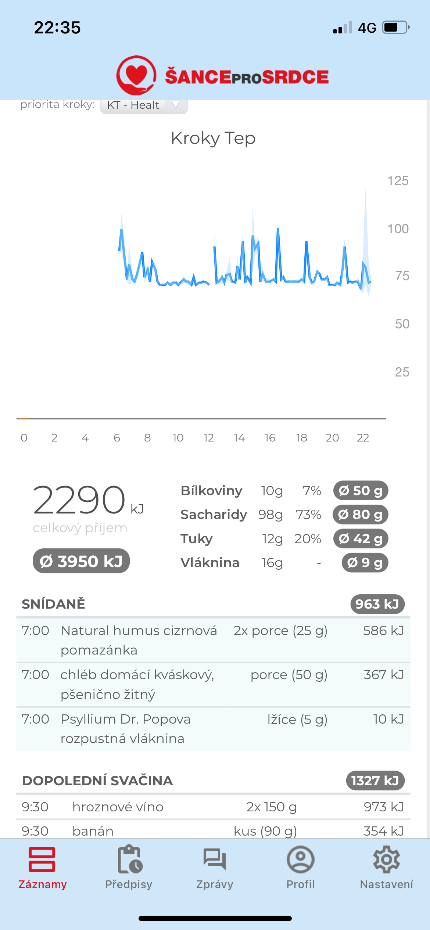 22:35
4G
ŠANCEPROSRDCE
priorita kroky: KT - Healt
Kroky Tep
125
100
75
50
25
0 2 4 6 8 10 12 14 16 18 20 22
2290 kJ
celkový příjem
Ø 3950 kJ
Bílkoviny 10g 7% Ø 50 g
Sacharidy 98g 73% Ø 80 g
Tuky 12g 20% Ø 42 g
Vláknina 16g - Ø 9 g
SNÍDANĚ 963 kJ
7:00 Natural humus cizrnová 2x porce (25 g) 586 kJ
pomazánka
7:00 chléb domácí kváskový, porce (50 g) 367 kJ
pšenično žitný
7:00 Psyllium Dr. Popova lžíce (5 g) 10 kJ
rozpustná vláknina
DOPOLEDNÍ SVAČINA 1327 kJ
9:30 hroznové víno 2x 150 g 973 kJ
9:30 banán kus (90 g) 354 kJ
Záznamy Předpisy Zprávy Profil Nastavení